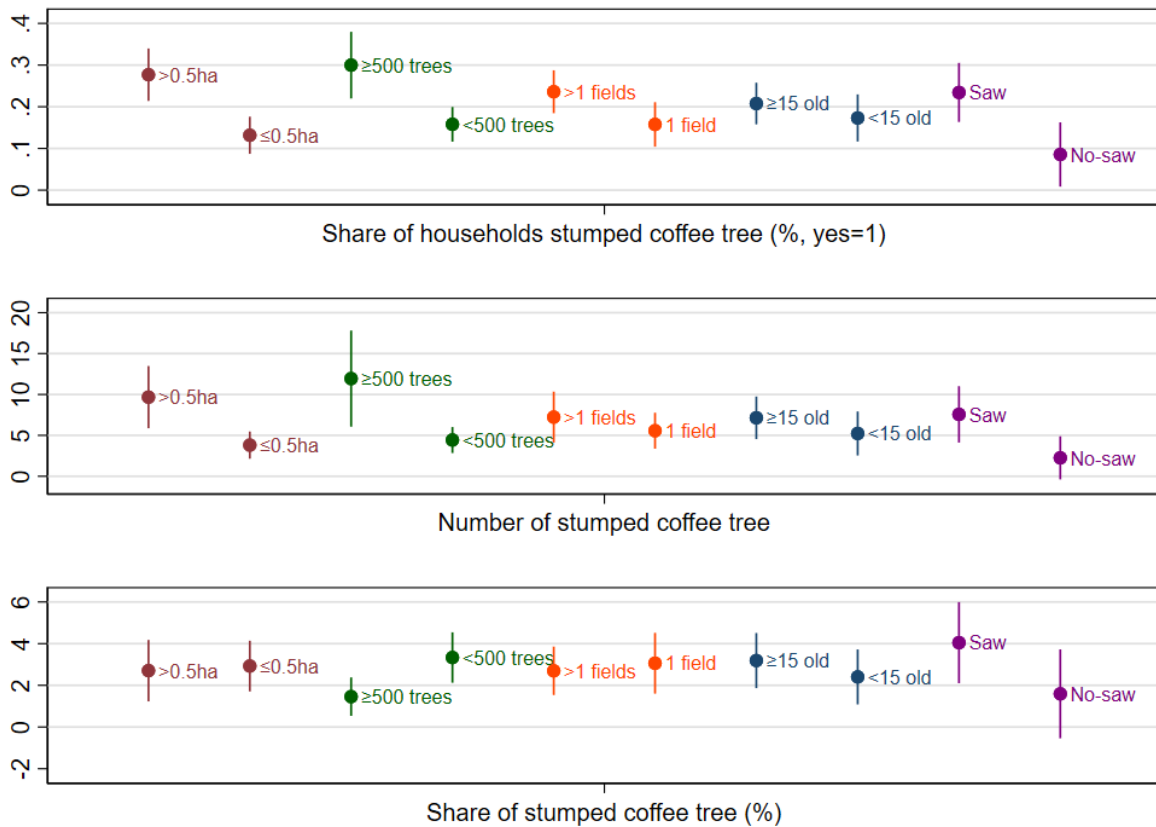 .4
.3
.2
.1
0
>0.5ha
≤0.5ha
≥500 trees
<500 trees
>1 fields
1 field
≥15 old
<15 old
Saw
No-saw
Share of households stumped coffee tree (%, yes=1)
20
15
10
5
0
>0.5ha
≤0.5ha
≥500 trees
<500 trees
>1 fields
1 field
≥15 old
<15 old
Saw
No-saw
Number of stumped coffee tree
6
4
2
0
-2
>0.5ha
≤0.5ha
≥500 trees
<500 trees
>1 fields
1 field
≥15 old
<15 old
Saw
No-saw
Share of stumped coffee tree (%)